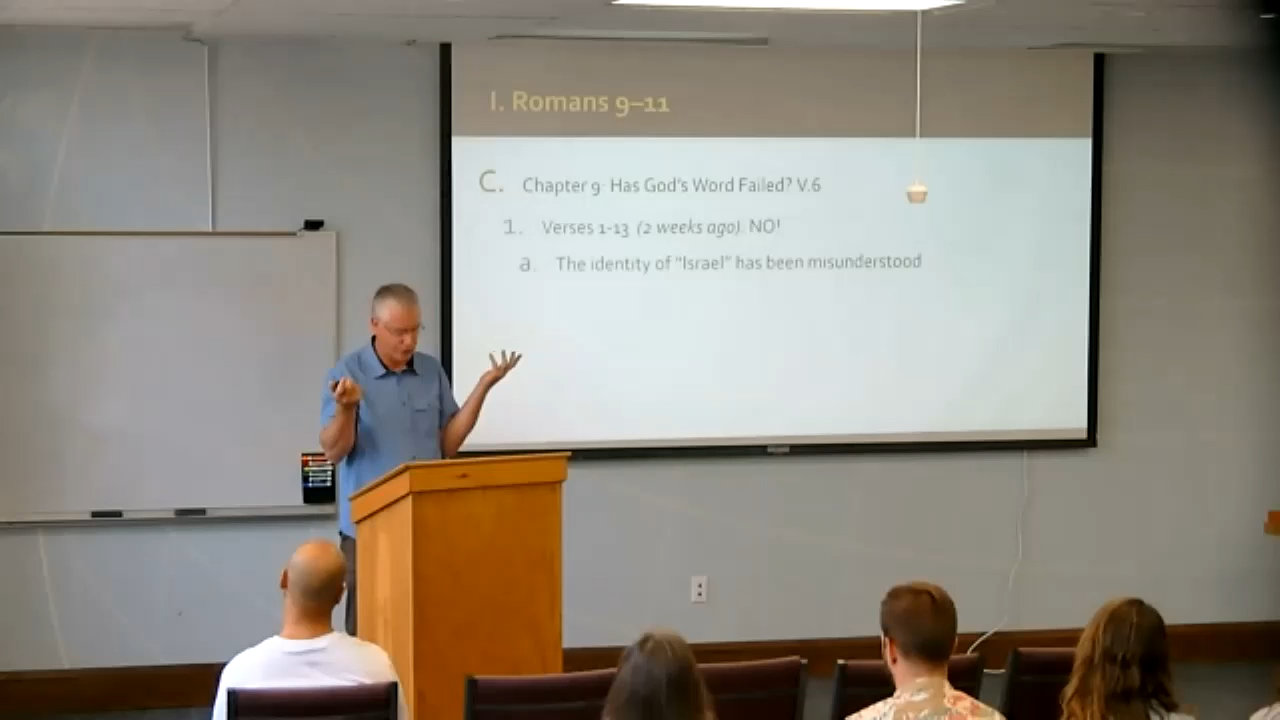 I. Romans 9–11
C. Chapter 9: Has God's Word Failed? V.6
1. Verses 1-13 (2 weeks ago). NO!
a. The identity of "Israel" has been misunderstood